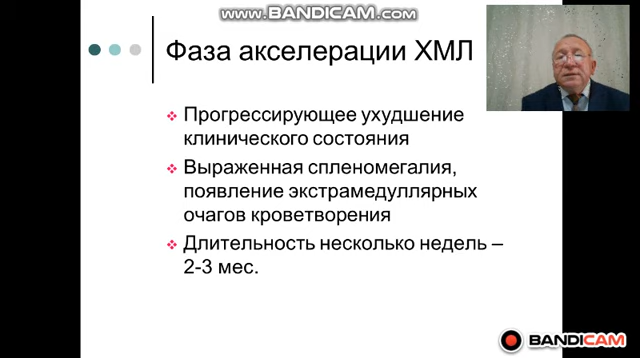 www.BANDICAM.com
Фаза акселерации ХМЛ
Прогрессирующее ухудшение
клинического состояния
Выраженная спленомегалия,
появление экстрамедуллярных
очагов кроветворения
Длительность несколько недель –
2-3 мес.
BANDICAM